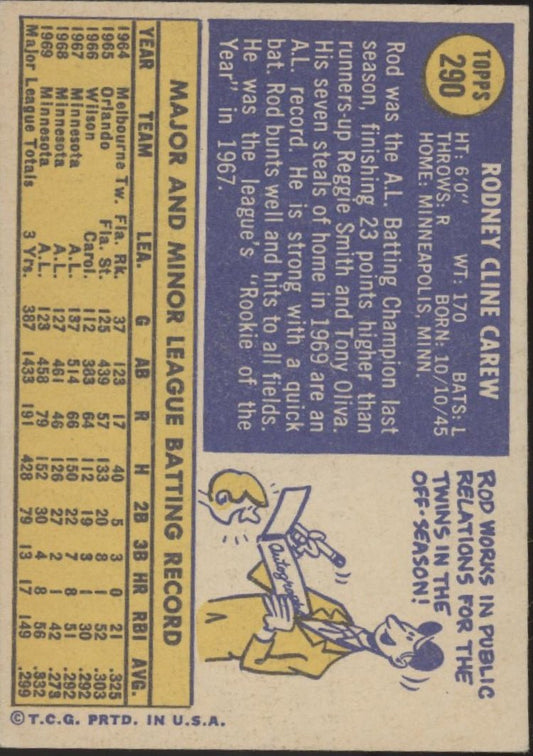 TOPPS
290
RODNEY CLINE CAREW
HT: 6'0" WT: 170 BATS: L
THROWS: R BORN: 10/10/45
HOME: MINNEAPOLIS, MINN.
Rod was the A.L. Batting Champion last
season, finishing 23 points higher than
runners-up Reggie Smith and Tony Oliva.
His seven steals of home in 1969 are an
A.L. record. He is strong with a quick
bat. Rod bunts well and hits to all fields.
He was the league's "Rookie of the
Year" in 1967.
ROD WORKS IN PUBLIC
RELATIONS FOR THE
TWINS IN THE
OFF-SEASON!
Autographs
MAJOR AND MINOR LEAGUE BATTING RECORD
YEAR TEAM LEA. G AB R H 2B 3B HR RBI AVG.
1964 Melbourne Tw. Fla. Rk. 37 123 17 40 5 3 0 21 .325
1965 Orlando Fla. St. 125 439 57 133 20 8 1 52 .303
1966 Wilson Carol. 112 383 64 112 19 3 1 30 .292
1967 Minnesota A.L. 137 514 66 150 22 7 8 51 .292
1968 Minnesota A.L. 127 461 46 126 27 2 1 42 .273
1969 Minnesota A.L. 123 458 79 152 30 4 8 56 .332
Major League Totals 3 Yrs. 387 1433 191 428 79 13 17 149 .299
© T.C.G. PRTD. IN U.S.A.